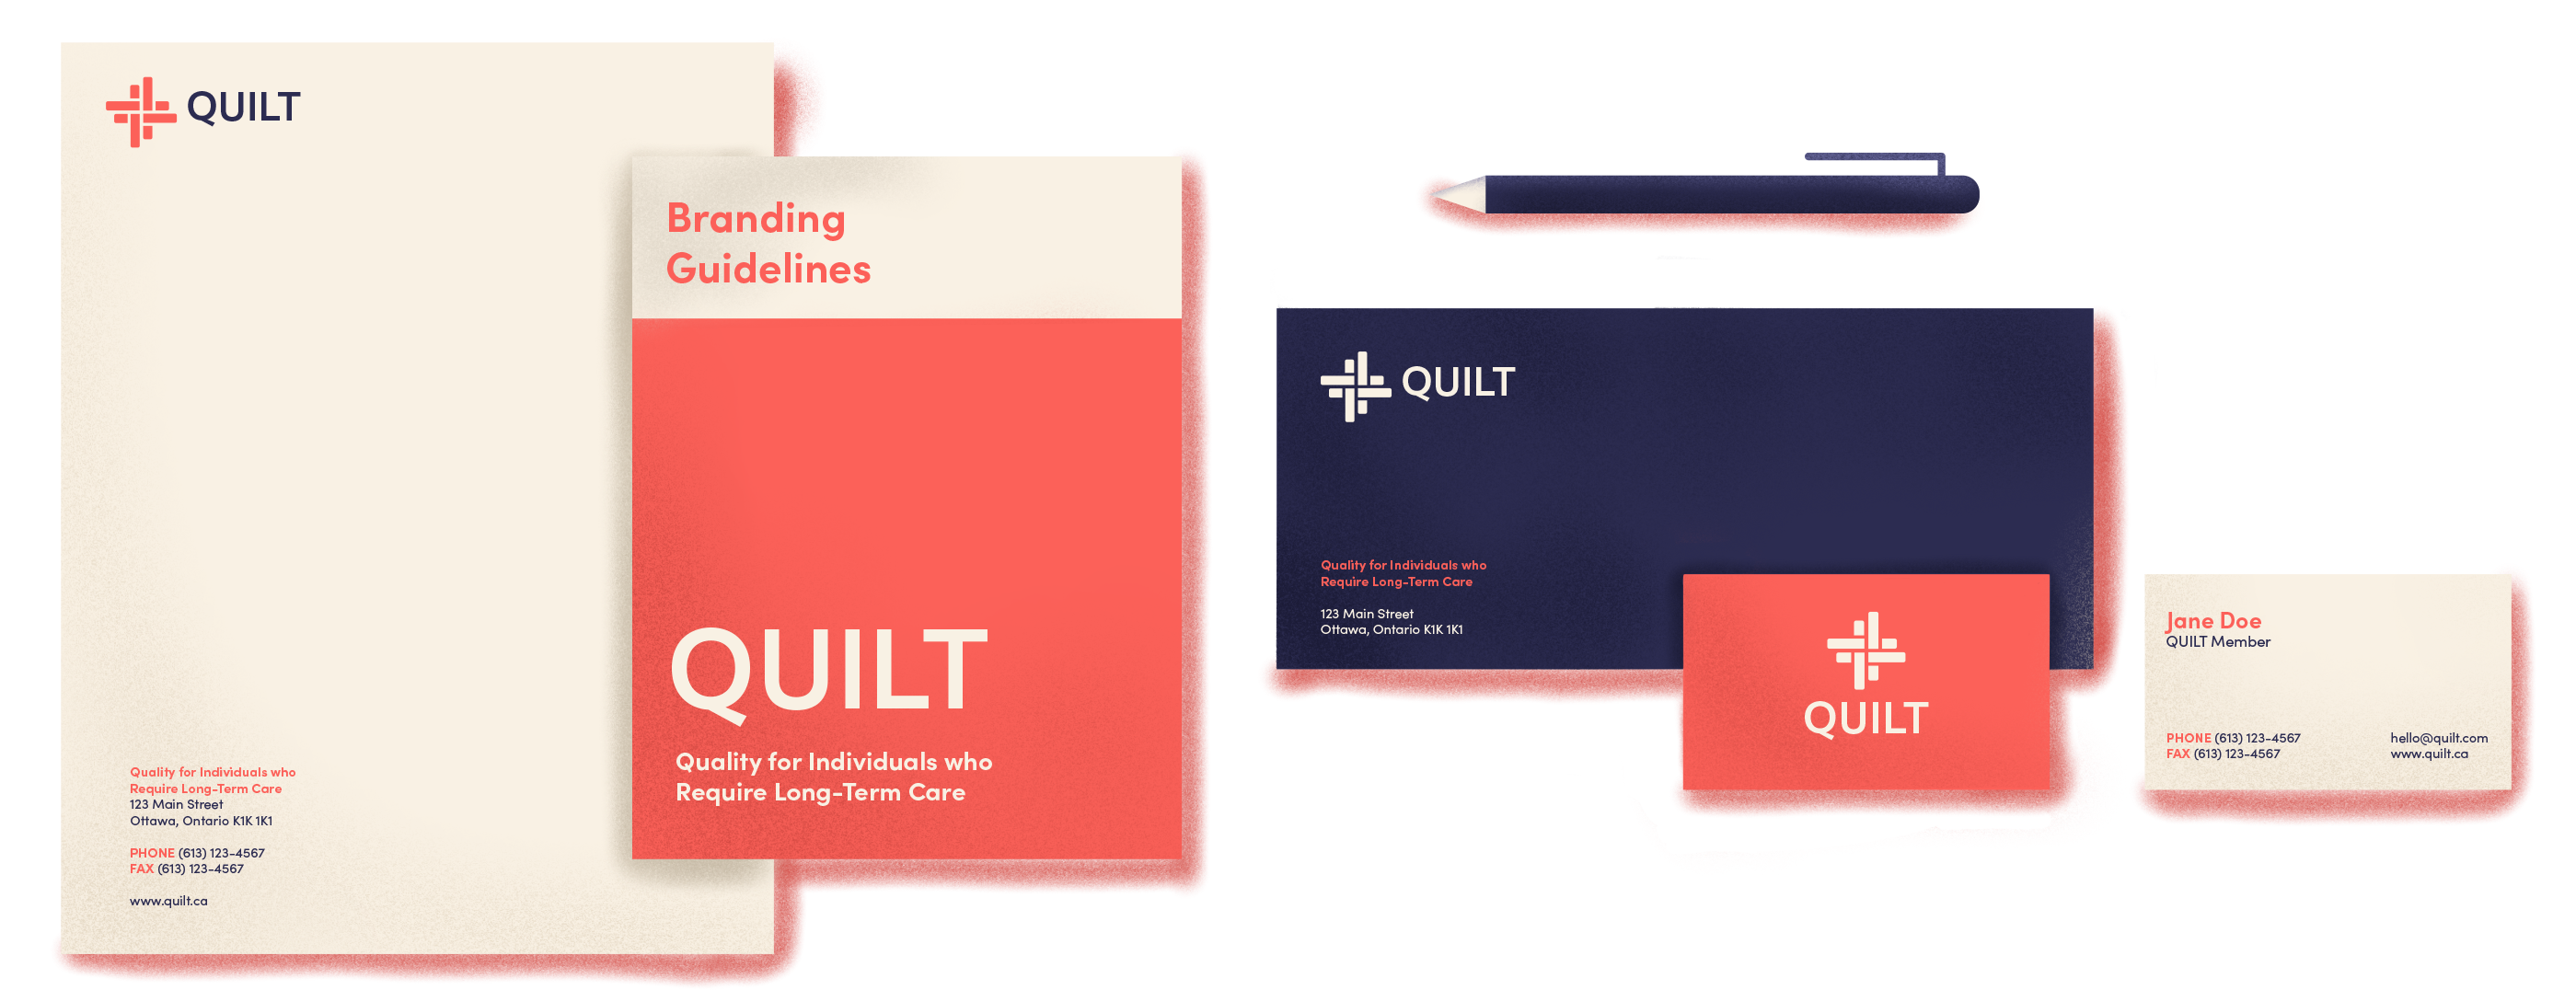 QUILT
Quality for Individuals who
Require Long-Term Care
123 Main Street
Ottawa, Ontario K1K 1K1
PHONE (613) 123-4567
FAX (613) 123-4567
www.quilt.ca
Branding
Guidelines
QUILT
Quality for Individuals who
Require Long-Term Care
QUILT
Quality for Individuals who
Require Long-Term Care
123 Main Street
Ottawa, Ontario K1K 1K1
QUILT
Jane Doe
QUILT Member
PHONE (613) 123-4567
FAX (613) 123-4567
hello@quilt.com
www.quilt.ca